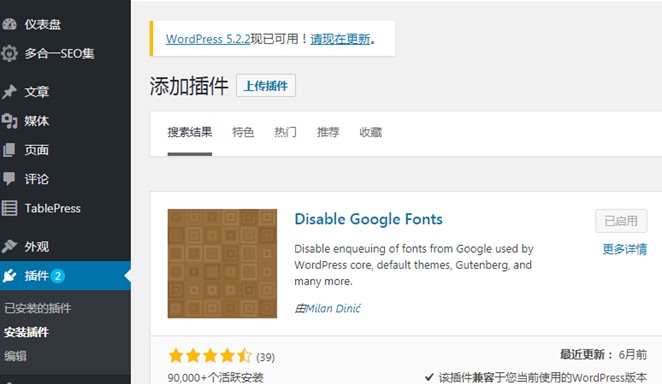 仪表盘
多合一SEO集
文章
媒体
页面
评论
TablePress
外观
插件 2
已安装的插件
安装插件
编辑
WordPress 5.2.2现已可用！请现在更新。
添加插件 上传插件
搜索结果 特色 热门 推荐 收藏
Disable Google Fonts
已启用
更多详情
Disable enqueuing of fonts from Google used by
WordPress core, default themes, Gutenberg, and
many more.
由Milan Dinić
(39)
90,000+个活跃安装
最近更新： 6月前
该插件兼容于您当前使用的WordPress版本